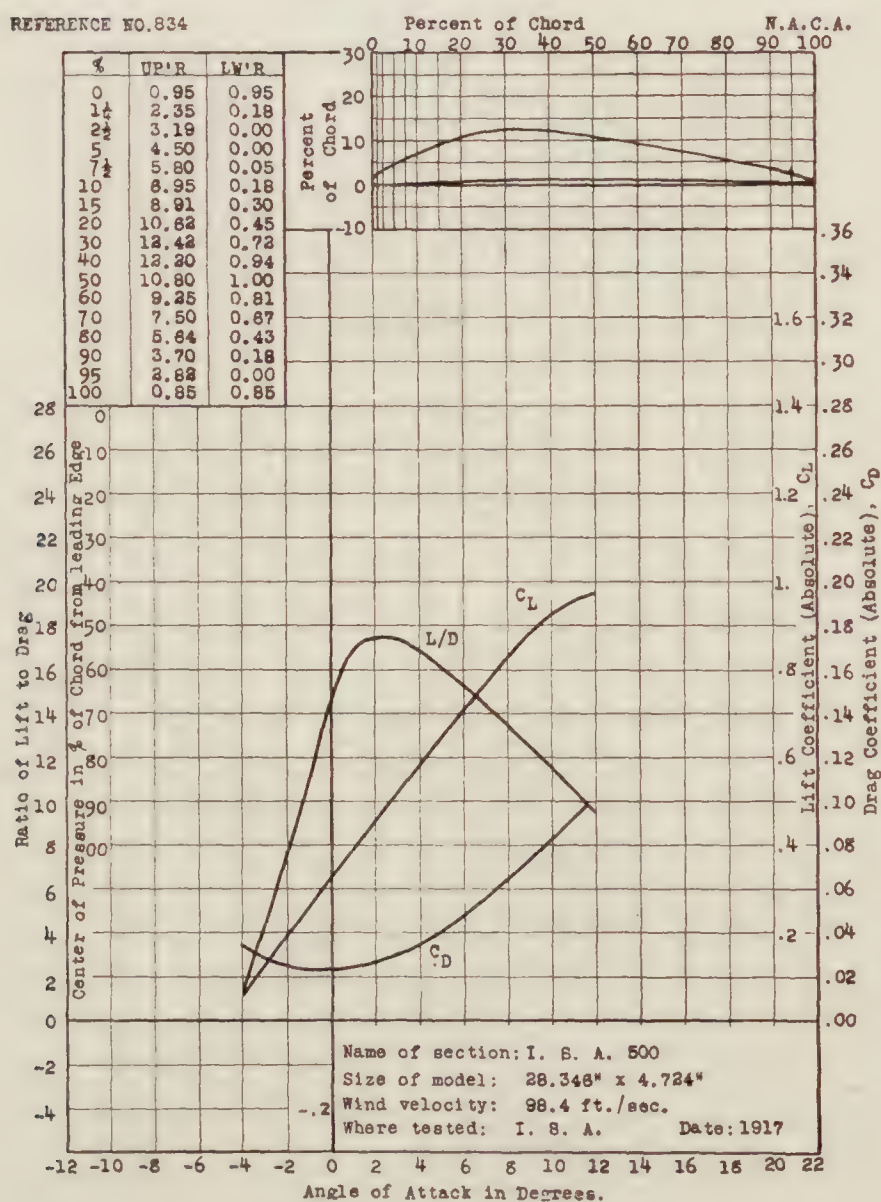 REFERENCE NO.834
Percent of Chord
N.A.C.A.
0 10 20 30 40 50 60 70 80 90 100
% UP'R LW'R
0 0.95 0.95
1¼ 2.35 0.18
2½ 3.19 0.00
5 4.50 0.00
7½ 5.80 0.05
10 6.95 0.18
15 8.91 0.30
20 10.62 0.45
30 12.42 0.72
40 12.20 0.94
50 10.80 1.00
60 9.25 0.81
70 7.50 0.67
80 5.64 0.43
90 3.70 0.18
95 2.82 0.00
100 0.85 0.85
Percent of Chord
30
20
10
0
-10
Ratio of Lift to Drag
28
26
24
22
20
18
16
14
12
10
8
6
4
2
0
-2
-4
Center of Pressure in % of Chord from leading Edge
0
10
20
30
40
50
60
70
80
90
00
L/D
CL
CD
Lift Coefficient (Absolute), CL
1.6
1.4
1.2
1.
.8
.6
.4
.2
-.2
Drag Coefficient (Absolute), CD
.36
.34
.32
.30
.28
.26
.24
.22
.20
.18
.16
.14
.12
.10
.08
.06
.04
.02
.00
Name of section: I. S. A. 500
Size of model: 28.346" x 4.724"
Wind velocity: 98.4 ft./sec.
Where tested: I. S. A. Date:1917
-12 -10 -8 -6 -4 -2 0 2 4 6 8 10 12 14 16 18 20 22
Angle of Attack in Degrees.